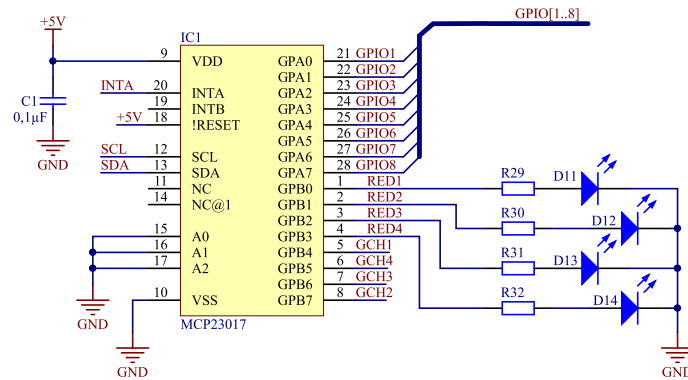 GPIO[1..8]
+5V
IC1
9 VDD GPA0 21 GPIO1
GPA1 22 GPIO2
INTA 20 INTA GPA2 23 GPIO3
C1 19 INTB GPA3 24 GPIO4
0,1µF +5V 18 !RESET GPA4 25 GPIO5
GPA5 26 GPIO6
SCL 12 SCL GPA6 27 GPIO7
GND SDA 13 SDA GPA7 28 GPIO8
11 NC GPB0 1 RED1 R29 D11
14 NC@1 GPB1 2 RED2 R30 D12
GPB2 3 RED3
15 A0 GPB3 4 RED4
16 A1 GPB4 5 GCH1 R31 D13
17 A2 GPB5 6 GCH4
GPB6 7 GCH3
10 VSS GPB7 8 GCH2 R32 D14
GND
MCP23017
GND
GND